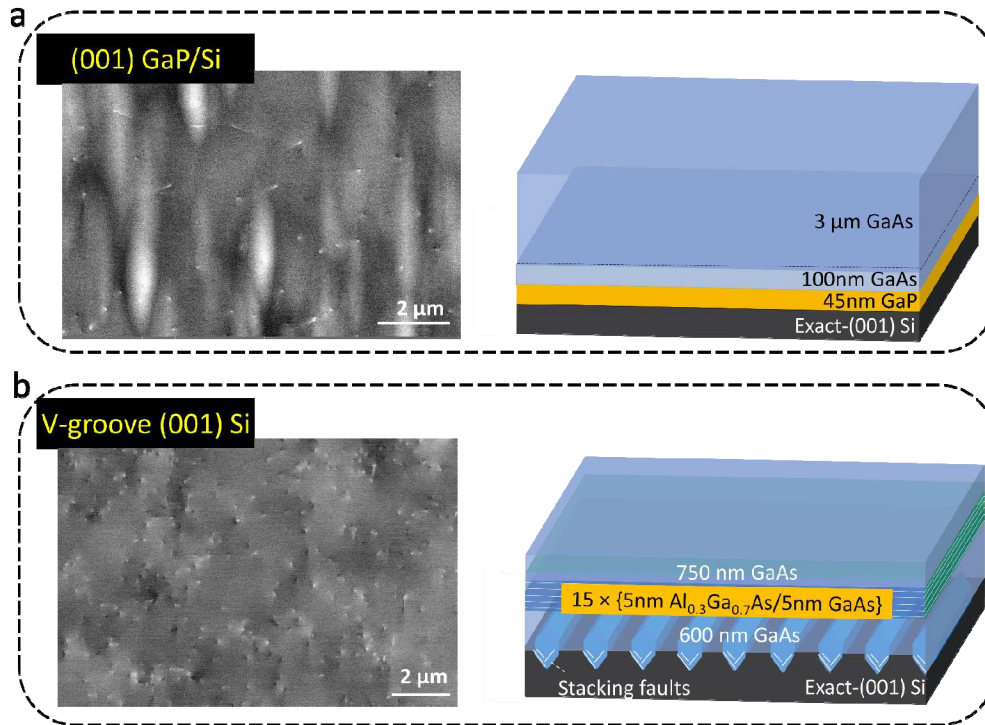 a
(001) GaP/Si
2 μm
3 μm GaAs
100nm GaAs
45nm GaP
Exact-(001) Si
b
V-groove (001) Si
2 μm
750 nm GaAs
15 × {5nm Al₀.₃Ga₀.₇As/5nm GaAs}
600 nm GaAs
Stacking faults
Exact-(001) Si